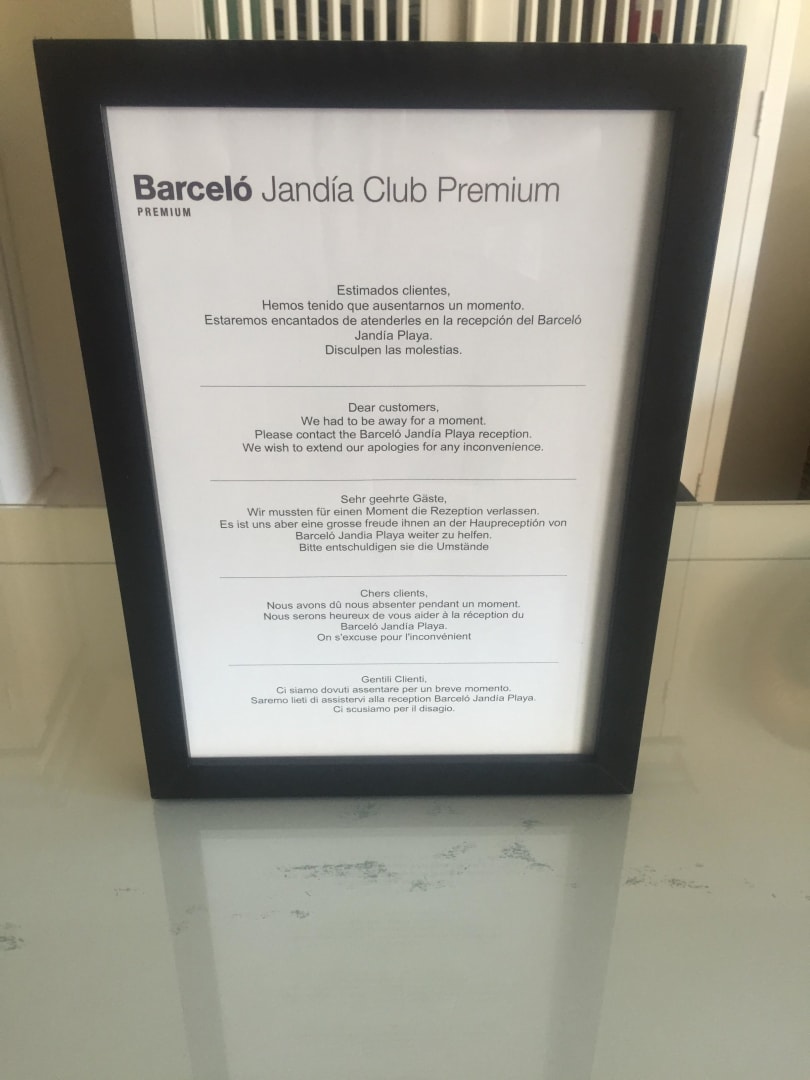 Barceló Jandía Club Premium
PREMIUM
Estimados clientes,
Hemos tenido que ausentarnos un momento.
Estaremos encantados de atenderles en la recepción del Barceló
Jandía Playa.
Disculpen las molestias.
Dear customers,
We had to be away for a moment.
Please contact the Barceló Jandía Playa reception.
We wish to extend our apologies for any inconvenience.
Sehr geehrte Gäste,
Wir mussten für einen Moment die Rezeption verlassen.
Es ist uns aber eine grosse freude ihnen an der Haupreceptión von
Barceló Jandia Playa weiter zu helfen.
Bitte entschuldigen sie die Umstände
Chers clients,
Nous avons dû nous absenter pendant un moment.
Nous serons heureux de vous aider à la réception du
Barceló Jandía Playa.
On s'excuse pour l'inconvénient
Gentili Clienti,
Ci siamo dovuti assentare per un breve momento.
Saremo lieti di assistervi alla reception Barceló Jandía Playa.
Ci scusiamo per il disagio.